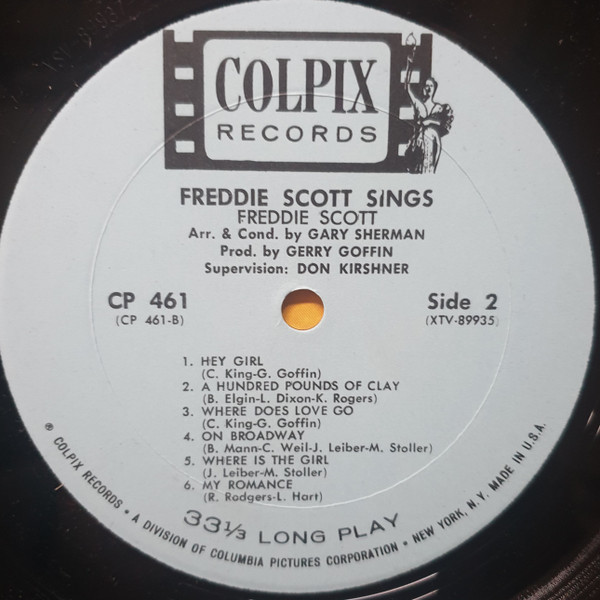 COLPIX
RECORDS
FREDDIE SCOTT SINGS
FREDDIE SCOTT
Arr. & Cond. by GARY SHERMAN
Prod. by GERRY GOFFIN
Supervision: DON KIRSHNER
CP 461
(CP 461-B)
Side 2
(XTV-89935)
1. HEY GIRL
(C. King-G. Goffin)
2. A HUNDRED POUNDS OF CLAY
(B. Elgin-L. Dixon-K. Rogers)
3. WHERE DOES LOVE GO
(C. King-G. Goffin)
4. ON BROADWAY
(B. Mann-C. Weil-J. Leiber-M. Stoller)
5. WHERE IS THE GIRL
(J. Leiber-M. Stoller)
6. MY ROMANCE
(R. Rodgers-L. Hart)
33⅓ LONG PLAY
℗ COLPIX RECORDS • A DIVISION OF COLUMBIA PICTURES CORPORATION • NEW YORK, N.Y. MADE IN U.S.A.